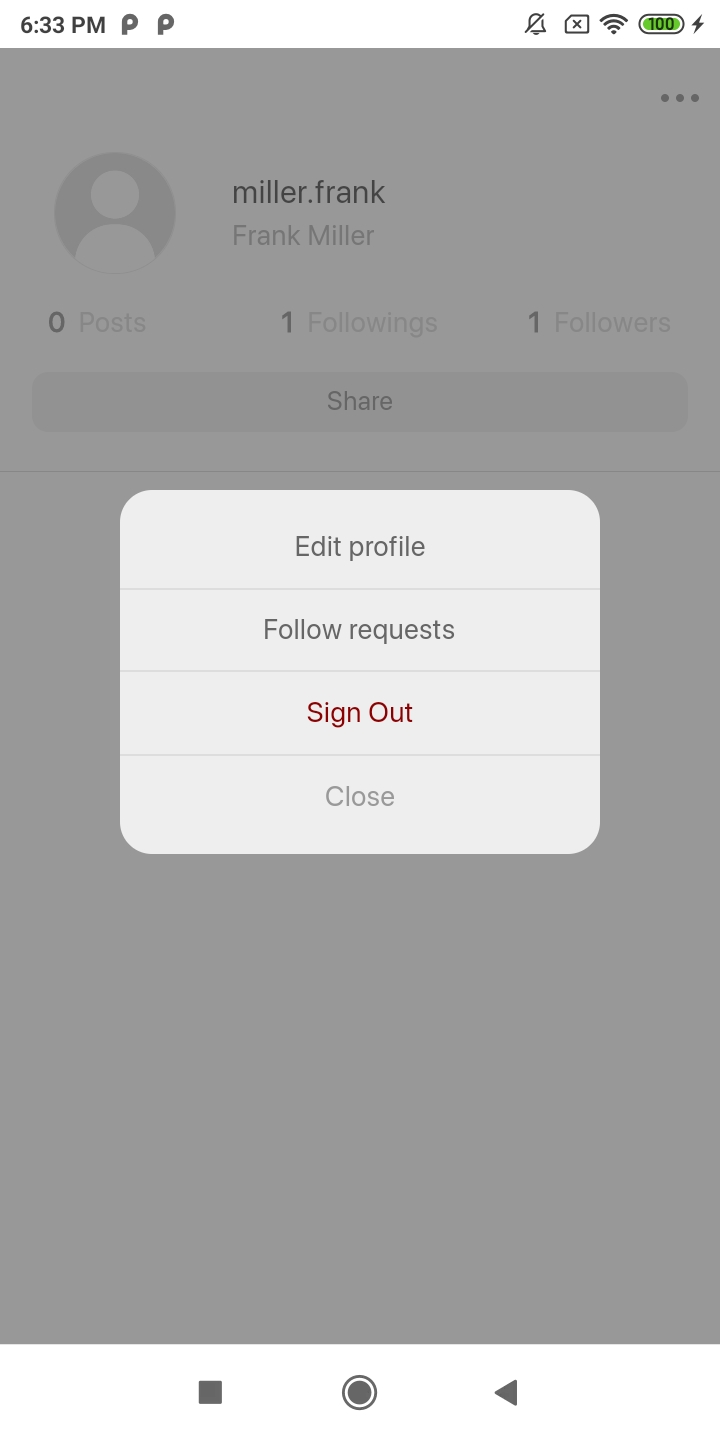 6:33 PM 100
miller.frank
Frank Miller
0 Posts 1 Followings 1 Followers
Share
Edit profile
Follow requests
Sign Out
Close